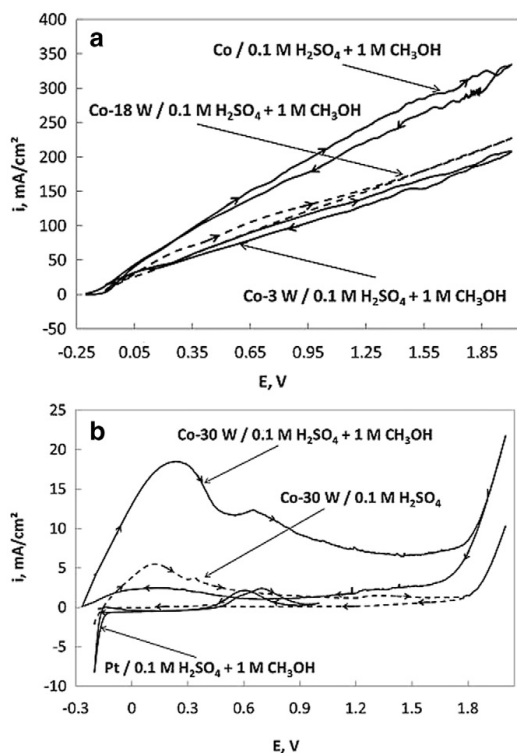 a
400
350
300
250
200
150
100
50
0
-50
i, mA/cm²
Co / 0.1 M H₂SO₄ + 1 M CH₃OH
Co-18 W / 0.1 M H₂SO₄ + 1 M CH₃OH
Co-3 W / 0.1 M H₂SO₄ + 1 M CH₃OH
-0.25 0.05 0.35 0.65 0.95 1.25 1.55 1.85
E, V
b
25
20
15
10
5
0
-5
-10
i, mA/cm²
Co-30 W / 0.1 M H₂SO₄ + 1 M CH₃OH
Co-30 W / 0.1 M H₂SO₄
Pt / 0.1 M H₂SO₄ + 1 M CH₃OH
-0.3 0 0.3 0.6 0.9 1.2 1.5 1.8
E, V